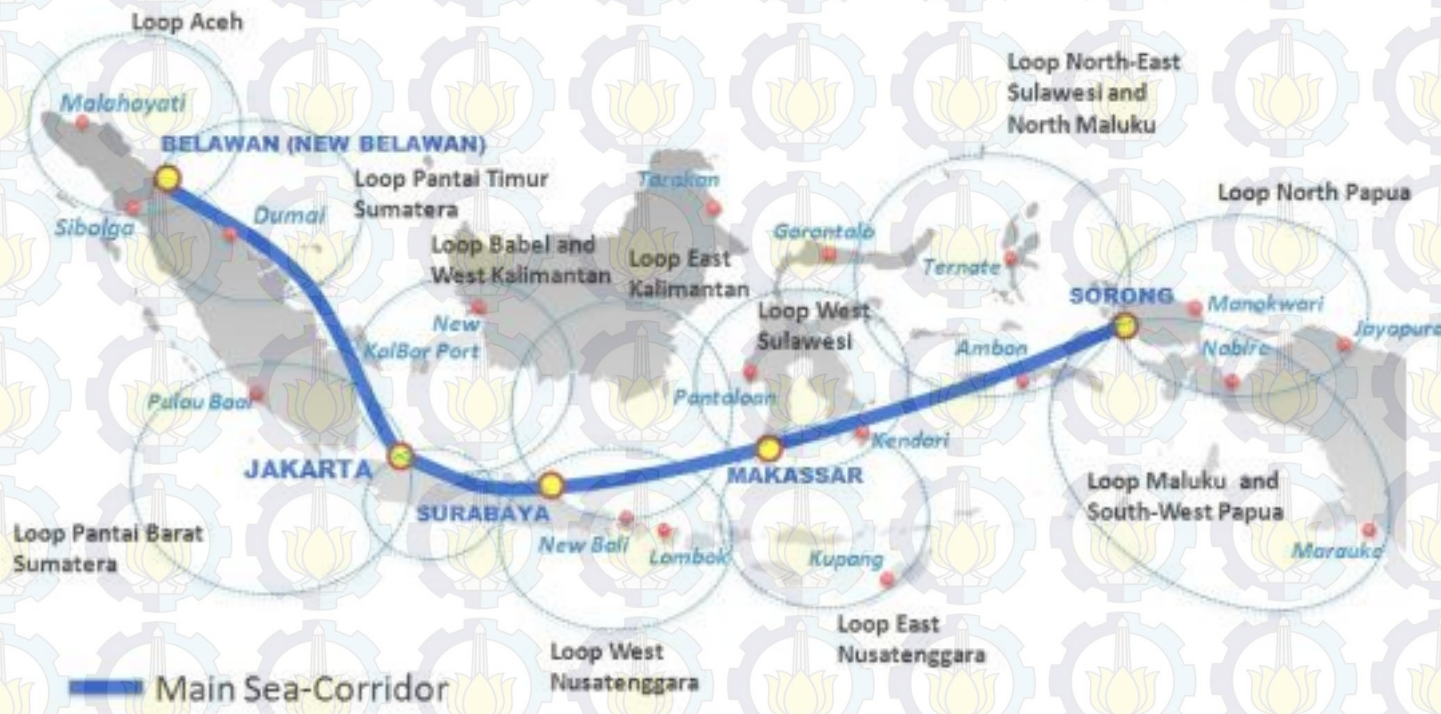 Loop Aceh
Malahayati
BELAWAN (NEW BELAWAN)
Loop North-East
Sulawesi and
North Maluku
Loop Pantai Timur
Sumatera
Tarakan
Loop North Papua
Sibolga
Dumai
Loop Babel and
West Kalimantan
Loop East
Kalimantan
Gorontalo
Ternate
SORONG
Manokwari
Loop West
Sulawesi
New
KalBar Port
Ambon
Nabire
Jayapura
Pulau Baai
Pantaloan
Kendari
JAKARTA
SURABAYA
MAKASSAR
Loop Maluku and
South-West Papua
Loop Pantai Barat
Sumatera
New Bali
Lombok
Kupang
Marauke
Loop East
Nusatenggara
Loop West
Nusatenggara
Main Sea-Corridor